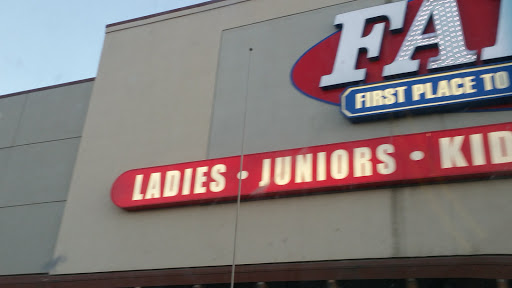 FA
FIRST PLACE TO
LADIES • JUNIORS • KID